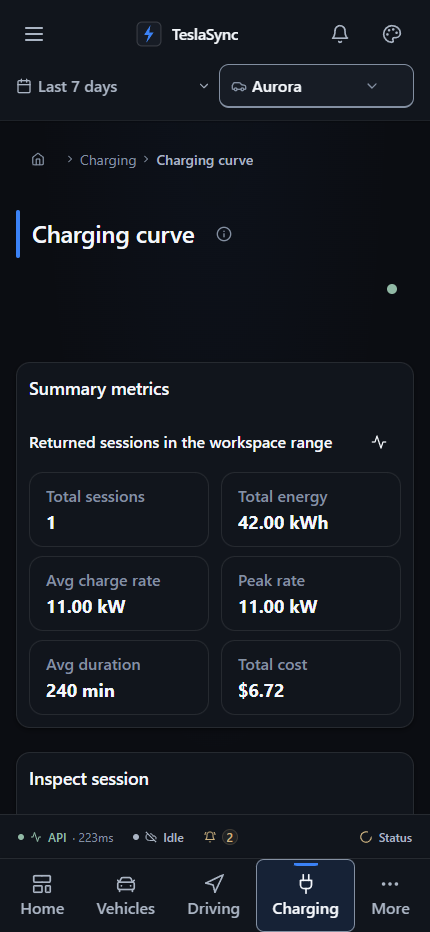 TeslaSync
Last 7 days
Aurora
Charging
Charging curve
Charging curve
Summary metrics
Returned sessions in the workspace range
Total sessions
1
Total energy
42.00 kWh
Avg charge rate
11.00 kW
Peak rate
11.00 kW
Avg duration
240 min
Total cost
$6.72
Inspect session
API · 223ms
Idle
2
Status
Home
Vehicles
Driving
Charging
More